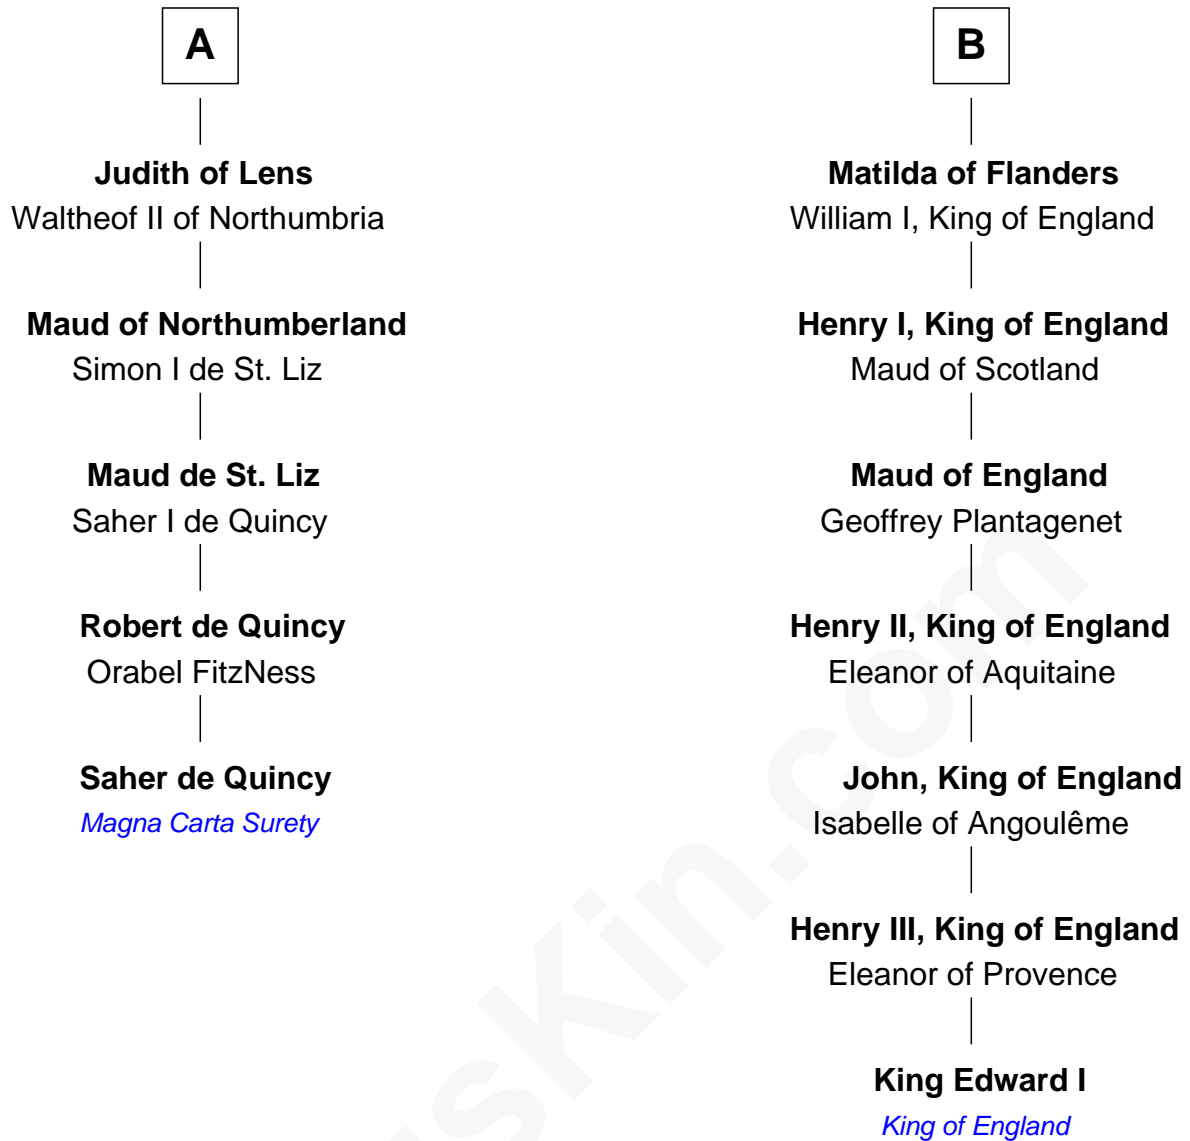 A
Judith of Lens
Waltheof II of Northumbria
Maud of Northumberland
Simon I de St. Liz
Maud de St. Liz
Saher I de Quincy
Robert de Quincy
Orabel FitzNess
Saher de Quincy
Magna Carta Surety
B
Matilda of Flanders
William I, King of England
Henry I, King of England
Maud of Scotland
Maud of England
Geoffrey Plantagenet
Henry II, King of England
Eleanor of Aquitaine
John, King of England
Isabelle of Angoulême
Henry III, King of England
Eleanor of Provence
King Edward I
King of England